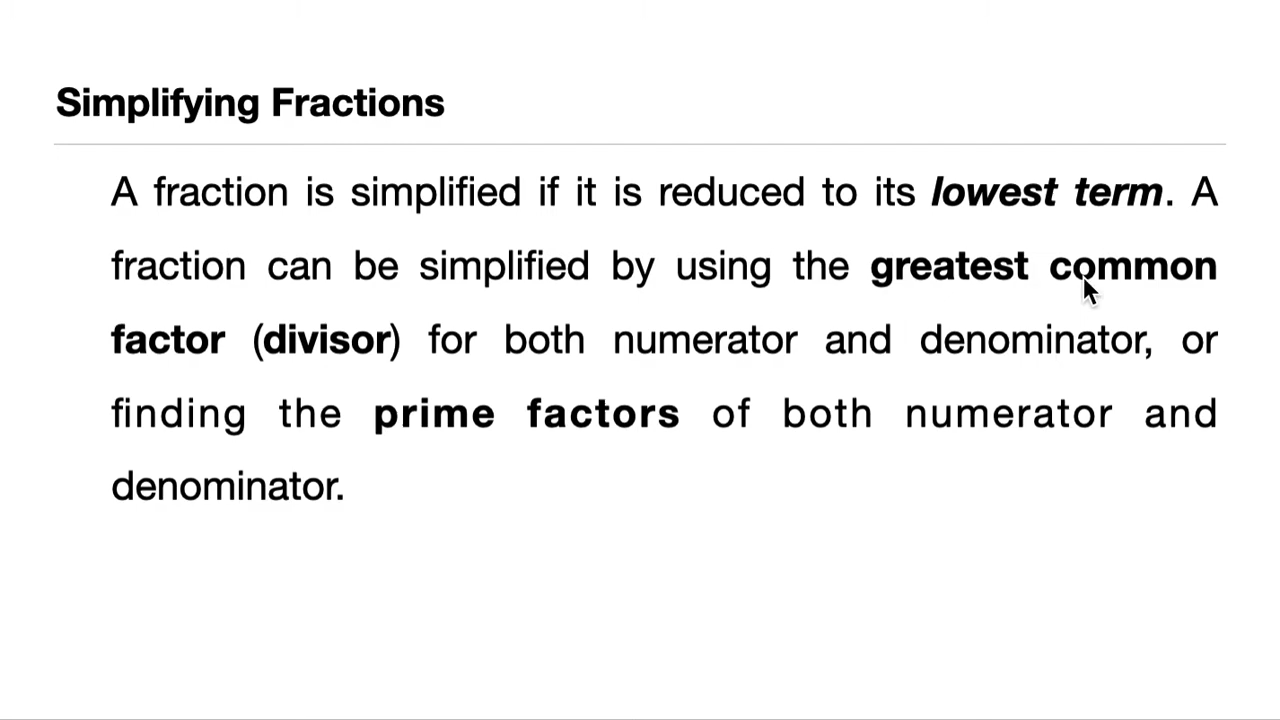 Simplifying Fractions
A fraction is simplified if it is reduced to its lowest term. A
fraction can be simplified by using the greatest common
factor (divisor) for both numerator and denominator, or
finding the prime factors of both numerator and
denominator.